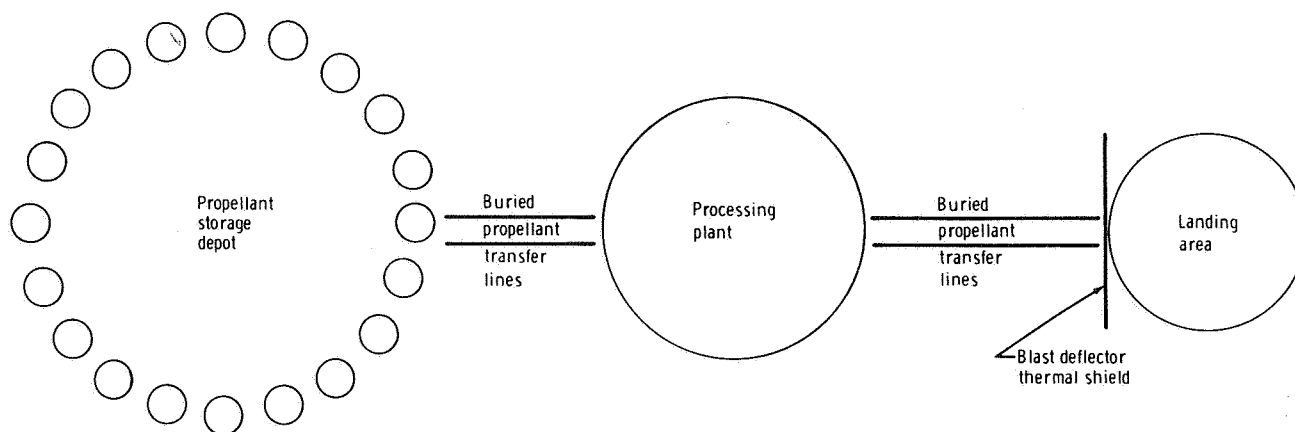 Propellant
storage
depot
Buried
propellant
transfer
lines
Processing
plant
Buried
propellant
transfer
lines
Landing
area
Blast deflector
thermal shield